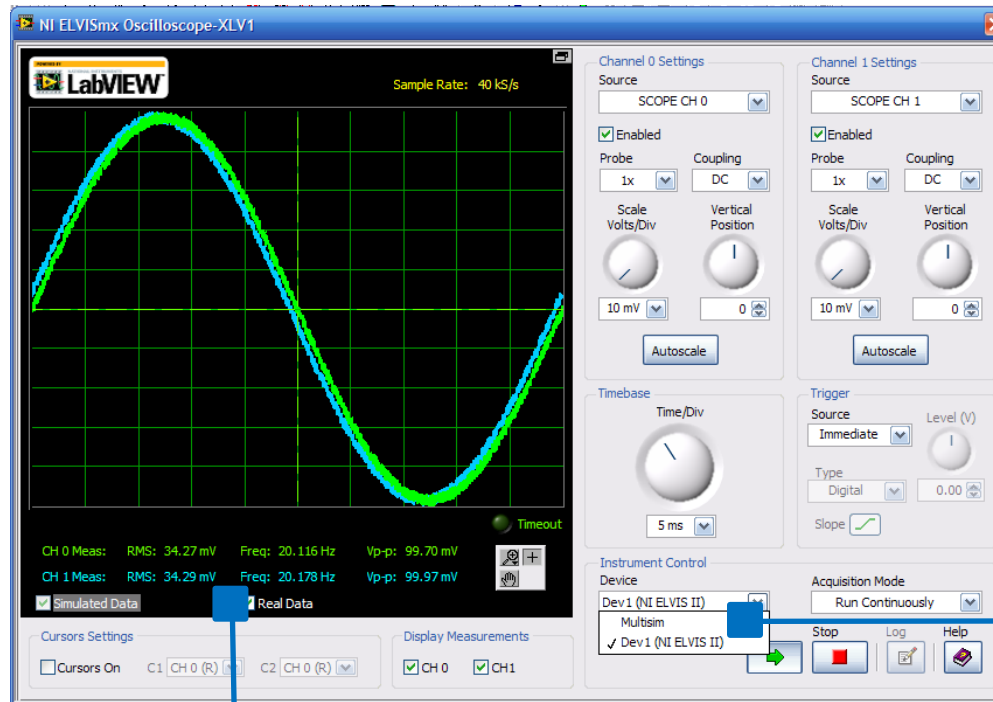 NI ELVISmx Oscilloscope-XLV1
POWERED BY
NATIONAL INSTRUMENTS
LabVIEW
Sample Rate: 40 kS/s
Timeout
CH 0 Meas: RMS: 34.27 mV Freq: 20.116 Hz Vp-p: 99.70 mV
CH 1 Meas: RMS: 34.29 mV Freq: 20.178 Hz Vp-p: 99.97 mV
Simulated Data Real Data
Cursors Settings
Cursors On C1 CH 0 (R) C2 CH 0 (R)
Display Measurements
CH 0 CH1
Channel 0 Settings
Source
SCOPE CH 0
Enabled
Probe Coupling
1x DC
Scale Vertical
Volts/Div Position
10 mV 0
Autoscale
Channel 1 Settings
Source
SCOPE CH 1
Enabled
Probe Coupling
1x DC
Scale Vertical
Volts/Div Position
10 mV 0
Autoscale
Timebase
Time/Div
5 ms
Trigger
Source Level (V)
Immediate
Type
Digital 0.00
Slope
Instrument Control
Device Acquisition Mode
Dev1 (NI ELVIS II) Run Continuously
Multisim
Dev1 (NI ELVIS II)
Stop Log Help